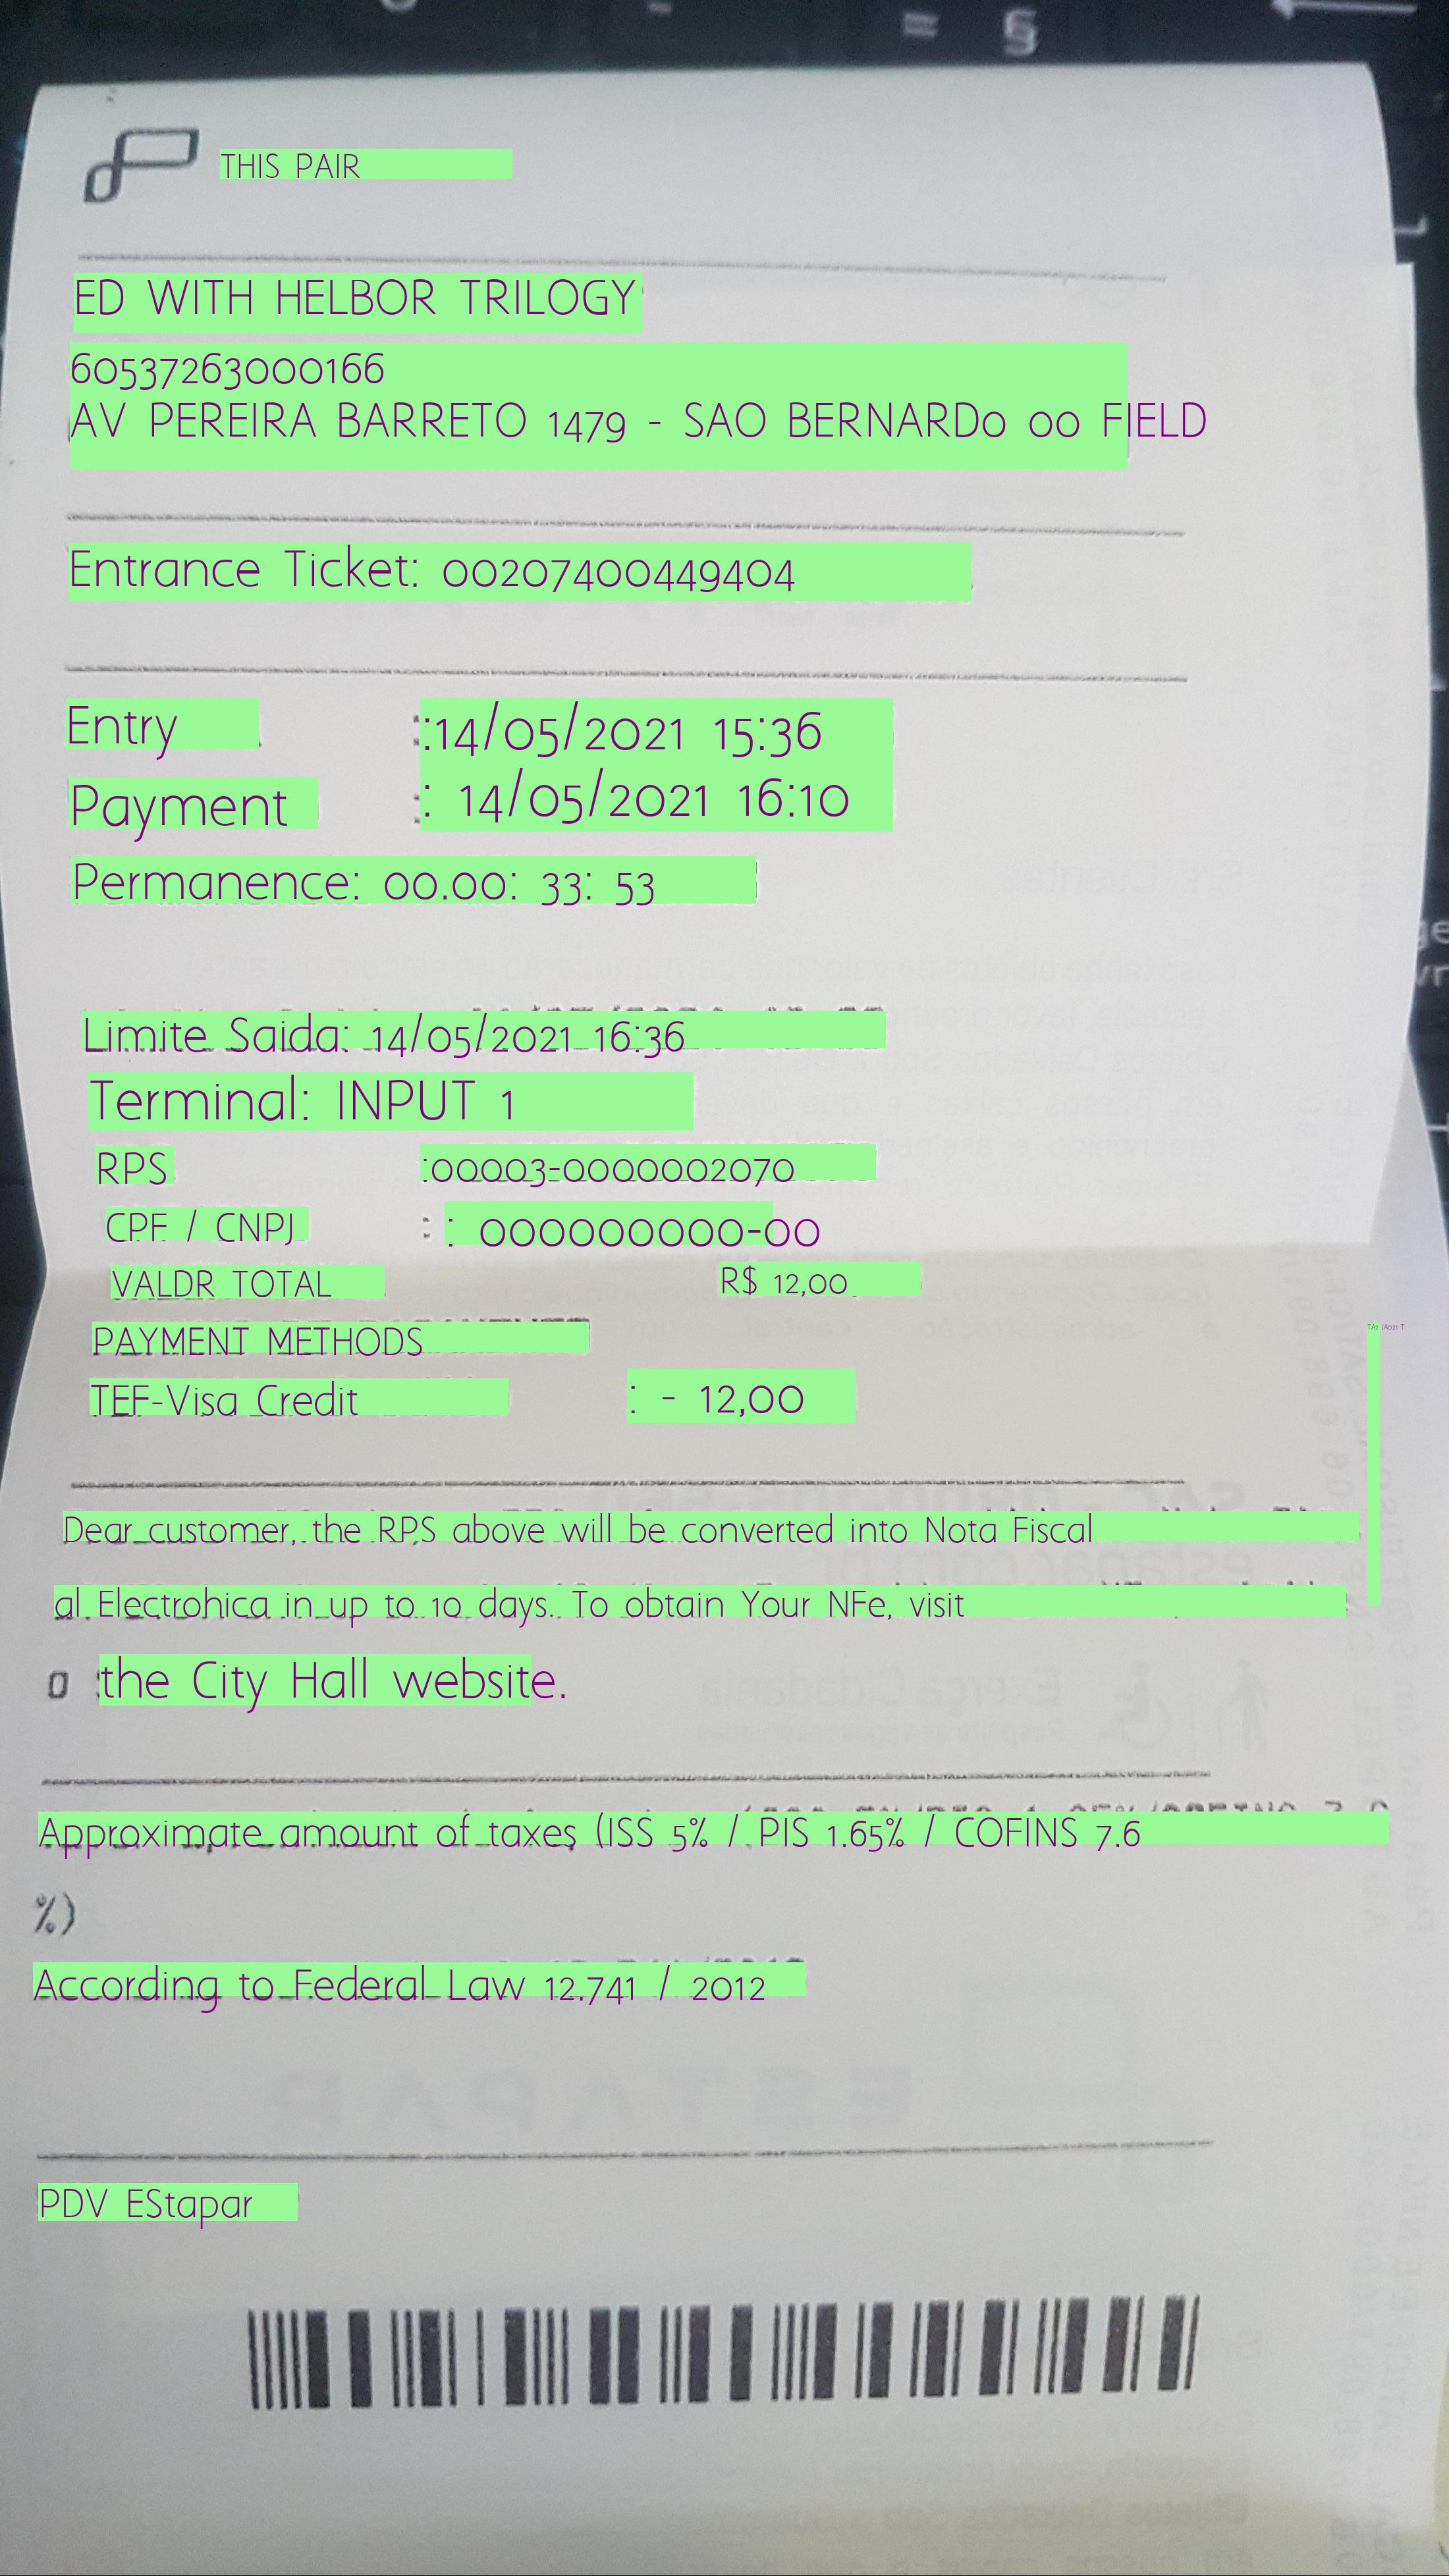 THIS PAIR
ED WITH HELBOR TRILOGY
60537263000166
AV PEREIRA BARRETO 1479 - SAO BERNARDo oo FIELD
Entrance Ticket: 00207400449404
Entry :14/05/2021 15:36
Payment : 14/05/2021 16:10
Permanence: 00.00: 33: 53
Limite Saida: 14/05/2021 16:36
Terminal: INPUT 1
RPS :00003-0000002070
CPF / CNPJ : : 000000000-00
VALDR TOTAL R$ 12,00
PAYMENT METHODS
TEF-Visa Credit : - 12,00
Dear customer, the RPS above will be converted into Nota Fiscal
al Electrohica in up to 10 days. To obtain Your NFe, visit
o the City Hall website.
Approximate amount of taxes (ISS 5% / PIS 1.65% / COFINS 7.6
%)
According to Federal Law 12.741 / 2012
PDV EStapar